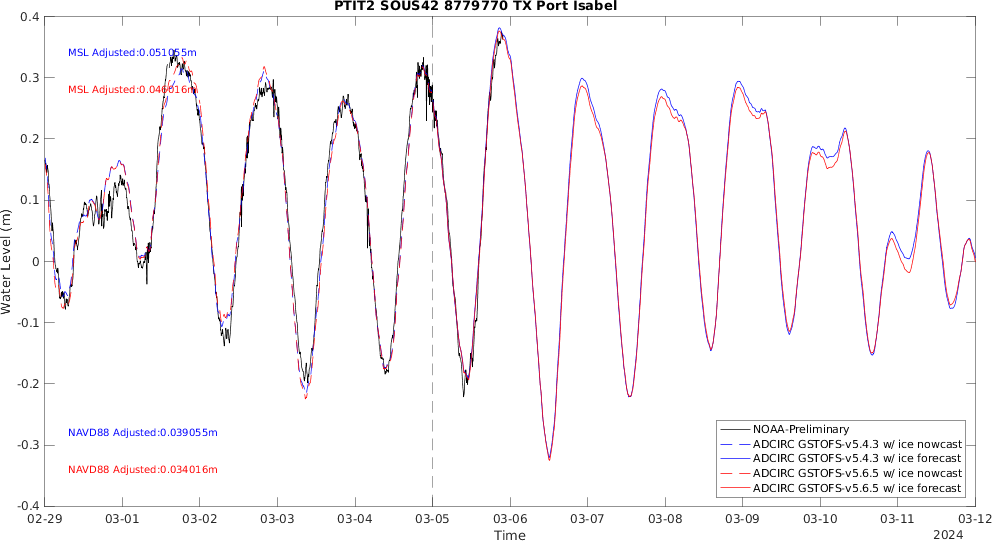 PTIT2 SOUS42 8779770 TX Port Isabel
0.4
0.3
0.2
0.1
0
-0.1
-0.2
-0.3
-0.4
Water Level (m)
MSL Adjusted:0.051055m
MSL Adjusted:0.046016m
NAVD88 Adjusted:0.039055m
NAVD88 Adjusted:0.034016m
NOAA-Preliminary
ADCIRC GSTOFS-v5.4.3 w/ ice nowcast
ADCIRC GSTOFS-v5.4.3 w/ ice forecast
ADCIRC GSTOFS-v5.6.5 w/ ice nowcast
ADCIRC GSTOFS-v5.6.5 w/ ice forecast
02-29 03-01 03-02 03-03 03-04 03-05 03-06 03-07 03-08 03-09 03-10 03-11 03-12
Time
2024